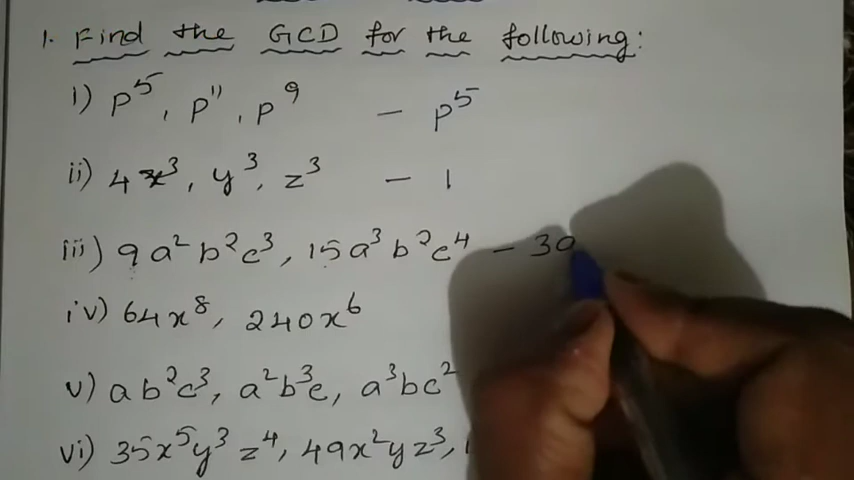 1. Find the GCD for the following:
i) p⁵, p¹¹, p⁹ – p⁵
ii) 4x³, y³, z³ – 1
iii) 9a²b²c³, 15a³b²c⁴ – 3a
iv) 64x⁸, 240x⁶
v) ab²c³, a²b³c, a³bc²
vi) 35x⁵y³z⁴, 49x²yz³,